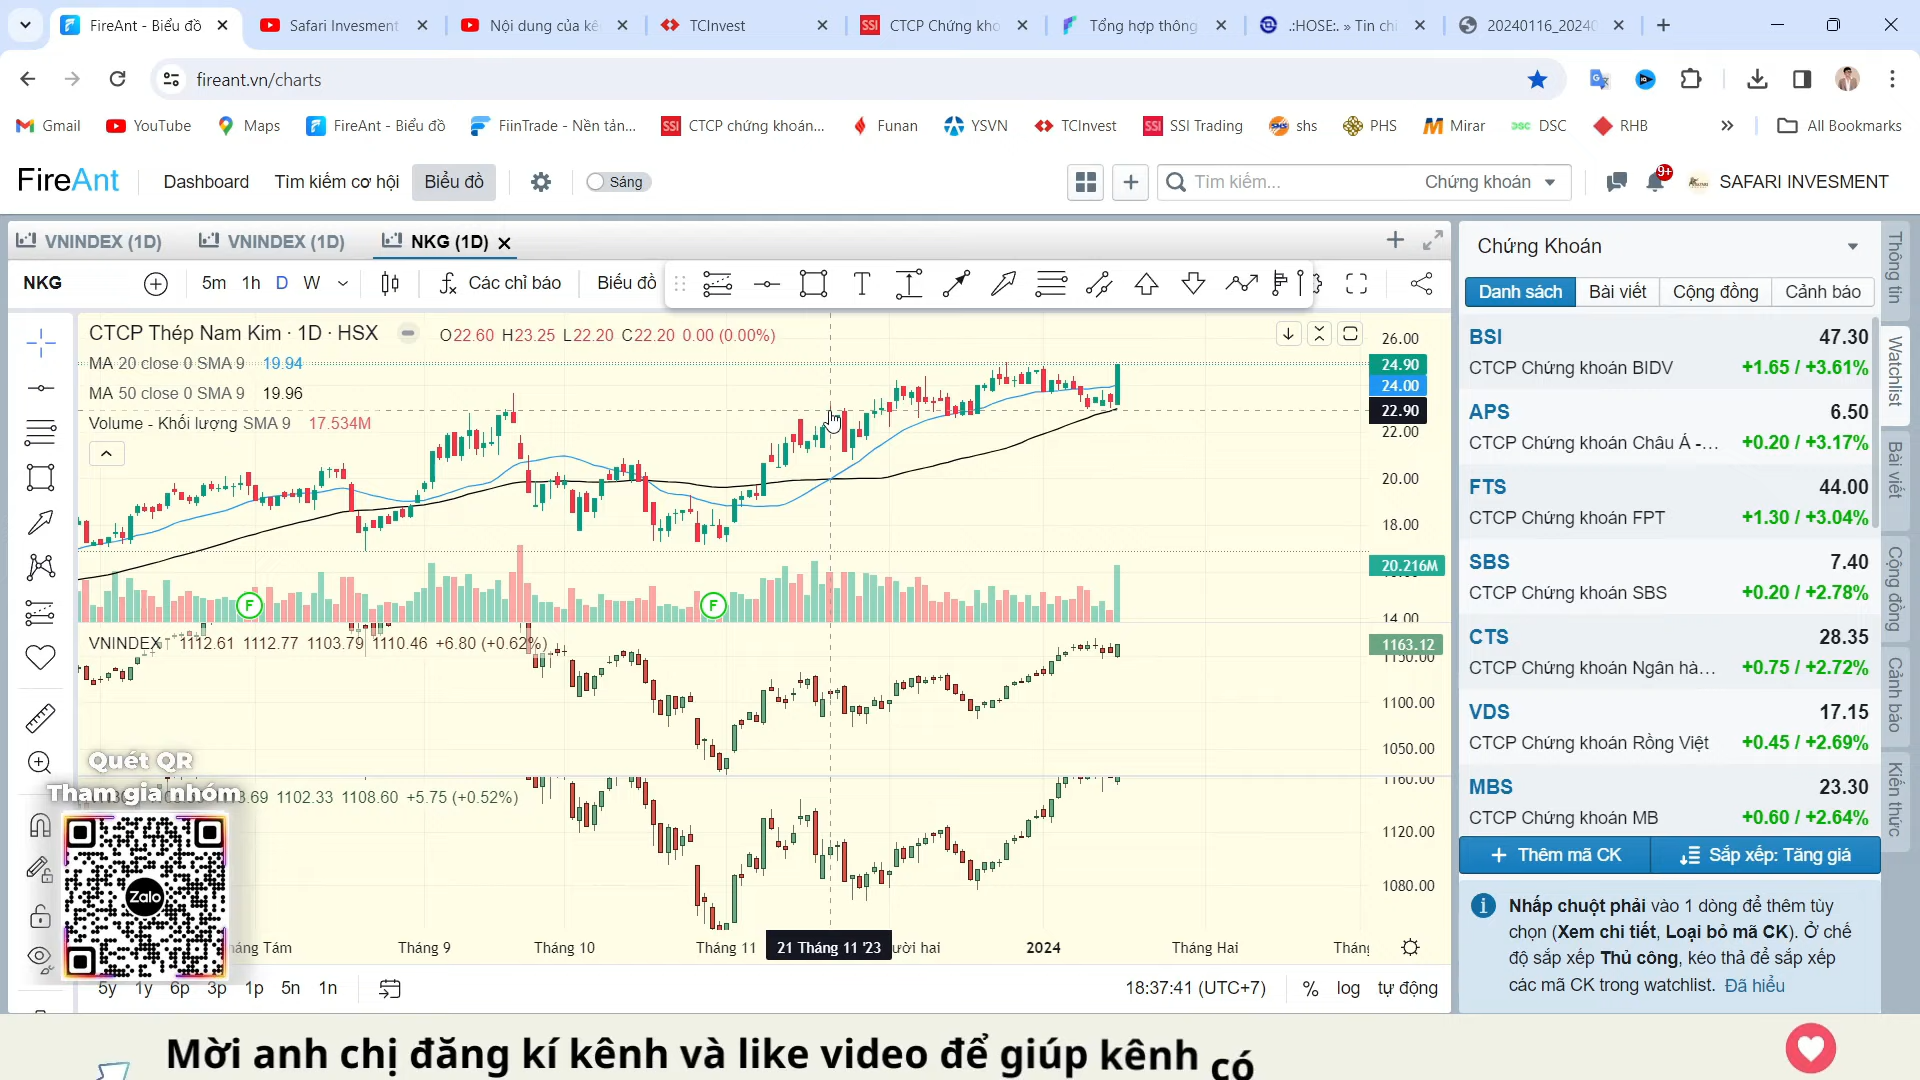 FireAnt - Biểu đồ
Safari Invesment
Nội dung của kê
TCInvest
SSI CTCP Chứng kho
Tổng hợp thông
.:HOSE:. » Tin chí
20240116_20240
fireant.vn/charts
Gmail YouTube Maps FireAnt - Biểu đồ FiinTrade - Nền tản... SSI CTCP chứng khoán... Funan YSVN TCInvest SSI SSI Trading shs PHS Mirar DSC RHB All Bookmarks
FireAnt Dashboard Tìm kiếm cơ hội Biểu đồ Sáng Tìm kiếm... Chứng khoán 9+ SAFARI INVESMENT
VNINDEX (1D) VNINDEX (1D) NKG (1D)
NKG 5m 1h D W Các chỉ báo Biểu đồ
CTCP Thép Nam Kim · 1D · HSX O22.60 H23.25 L22.20 C22.20 0.00 (0.00%)
MA 20 close 0 SMA 9 19.94
MA 50 close 0 SMA 9 19.96
Volume - Khối lượng SMA 9 17.534M
26.00
24.90
24.00
22.90
22.00
20.00
18.00
20.216M
14.00
F F
VNINDEX 1112.61 1112.77 1103.79 1110.46 +6.80 (+0.62%)
1163.12
1150.00
1100.00
1050.00
1160.00
3.69 1102.33 1108.60 +5.75 (+0.52%)
1120.00
1080.00
Quét QR
Tham gia nhóm
Zalo
háng Tám Tháng 9 Tháng 10 Tháng 11 21 Tháng 11 '23 ười hai 2024 Tháng Hai Tháng
5y 1y 6p 3p 1p 5n 1n 18:37:41 (UTC+7) % log tự động
Chứng Khoán
Danh sách Bài viết Cộng đồng Cảnh báo
BSI 47.30
CTCP Chứng khoán BIDV +1.65 / +3.61%
APS 6.50
CTCP Chứng khoán Châu Á -... +0.20 / +3.17%
FTS 44.00
CTCP Chứng khoán FPT +1.30 / +3.04%
SBS 7.40
CTCP Chứng khoán SBS +0.20 / +2.78%
CTS 28.35
CTCP Chứng khoán Ngân hà... +0.75 / +2.72%
VDS 17.15
CTCP Chứng khoán Rồng Việt +0.45 / +2.69%
MBS 23.30
CTCP Chứng khoán MB +0.60 / +2.64%
Thêm mã CK Sắp xếp: Tăng giá
Nhấp chuột phải vào 1 dòng để thêm tùy
chọn (Xem chi tiết, Loại bỏ mã CK). Ở chế
độ sắp xếp Thủ công, kéo thả để sắp xếp
các mã CK trong watchlist. Đã hiểu
Thông tin
Watchlist
Bài viết
Cộng đồng
Cảnh báo
Kiến thức
Mời anh chị đăng kí kênh và like video để giúp kênh có